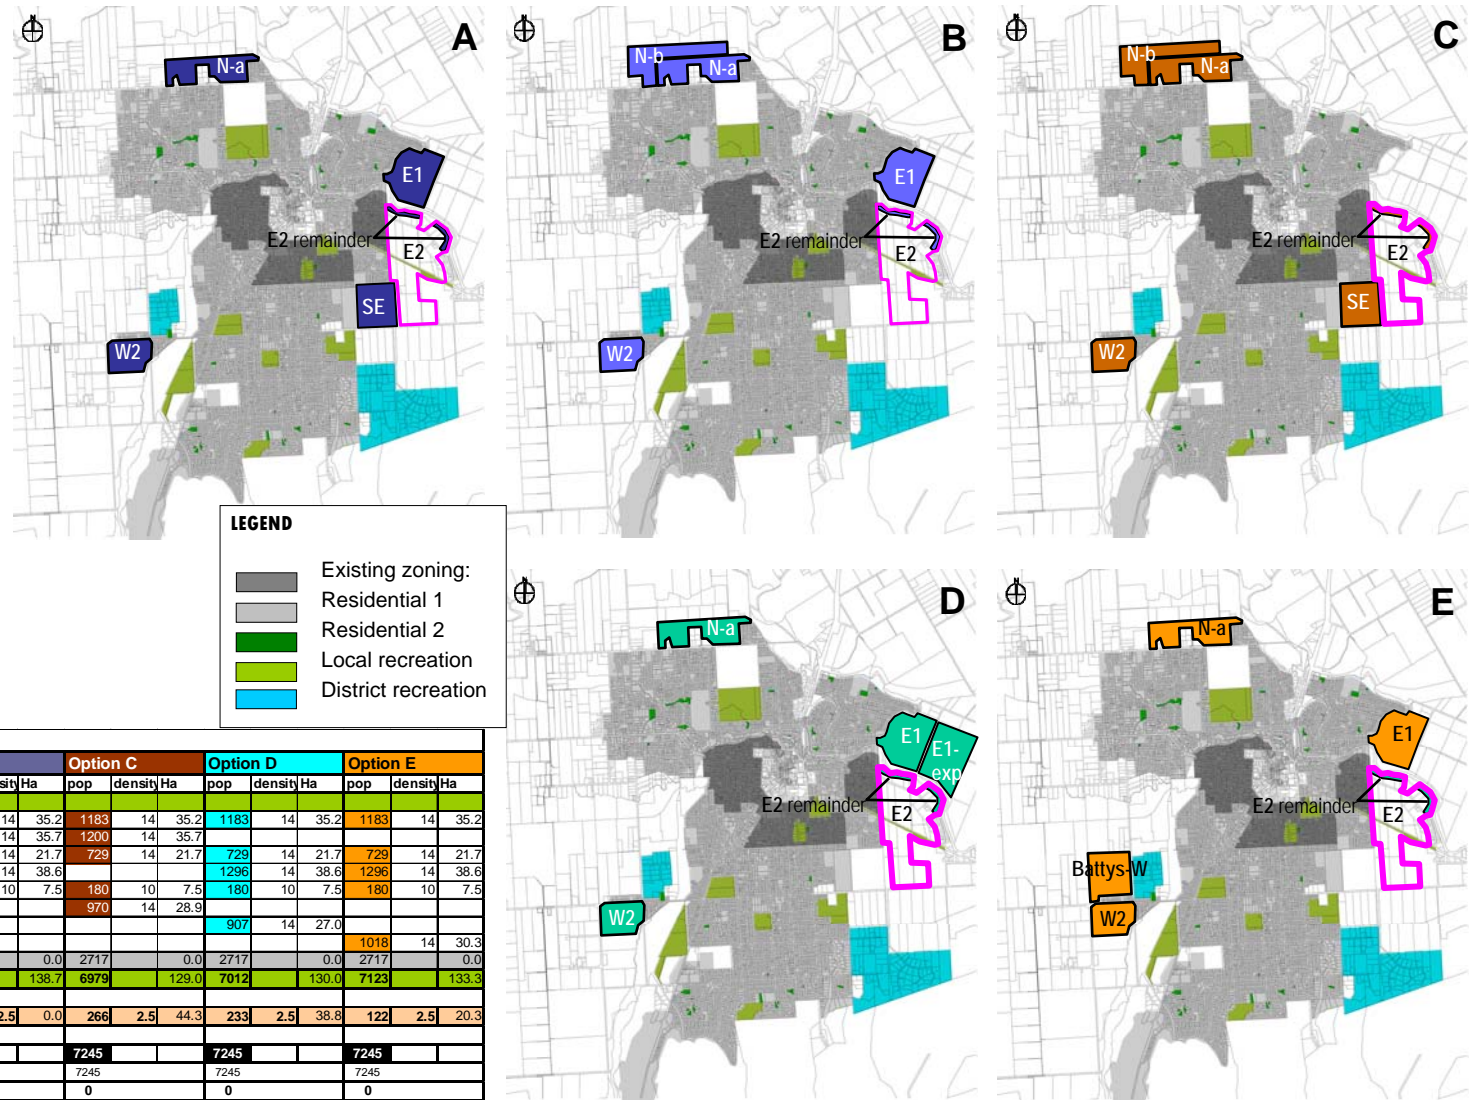 A
N-a
E1
E2 remainder
E2
SE
W2
B
N-b
N-a
E1
E2 remainder
E2
W2
C
N-b
N-a
E2 remainder
E2
SE
W2
LEGEND
Existing zoning:
Residential 1
Residential 2
Local recreation
District recreation
D
N-a
E1
E1-
exp
E2 remainder
E2
W2
E
N-a
E1
E2 remainder
E2
Battys-W
W2
Option C Option D Option E
sity Ha pop densit Ha pop densit Ha pop densit Ha
14 35.2 1183 14 35.2 1183 14 35.2 1183 14 35.2
14 35.7 1200 14 35.7
14 21.7 729 14 21.7 729 14 21.7 729 14 21.7
14 38.6 1296 14 38.6 1296 14 38.6
10 7.5 180 10 7.5 180 10 7.5 180 10 7.5
970 14 28.9
907 14 27.0
1018 14 30.3
0.0 2717 0.0 2717 0.0 2717 0.0
138.7 6979 129.0 7012 130.0 7123 133.3
2.5 0.0 266 2.5 44.3 233 2.5 38.8 122 2.5 20.3
7245 7245 7245
7245 7245 7245
0 0 0